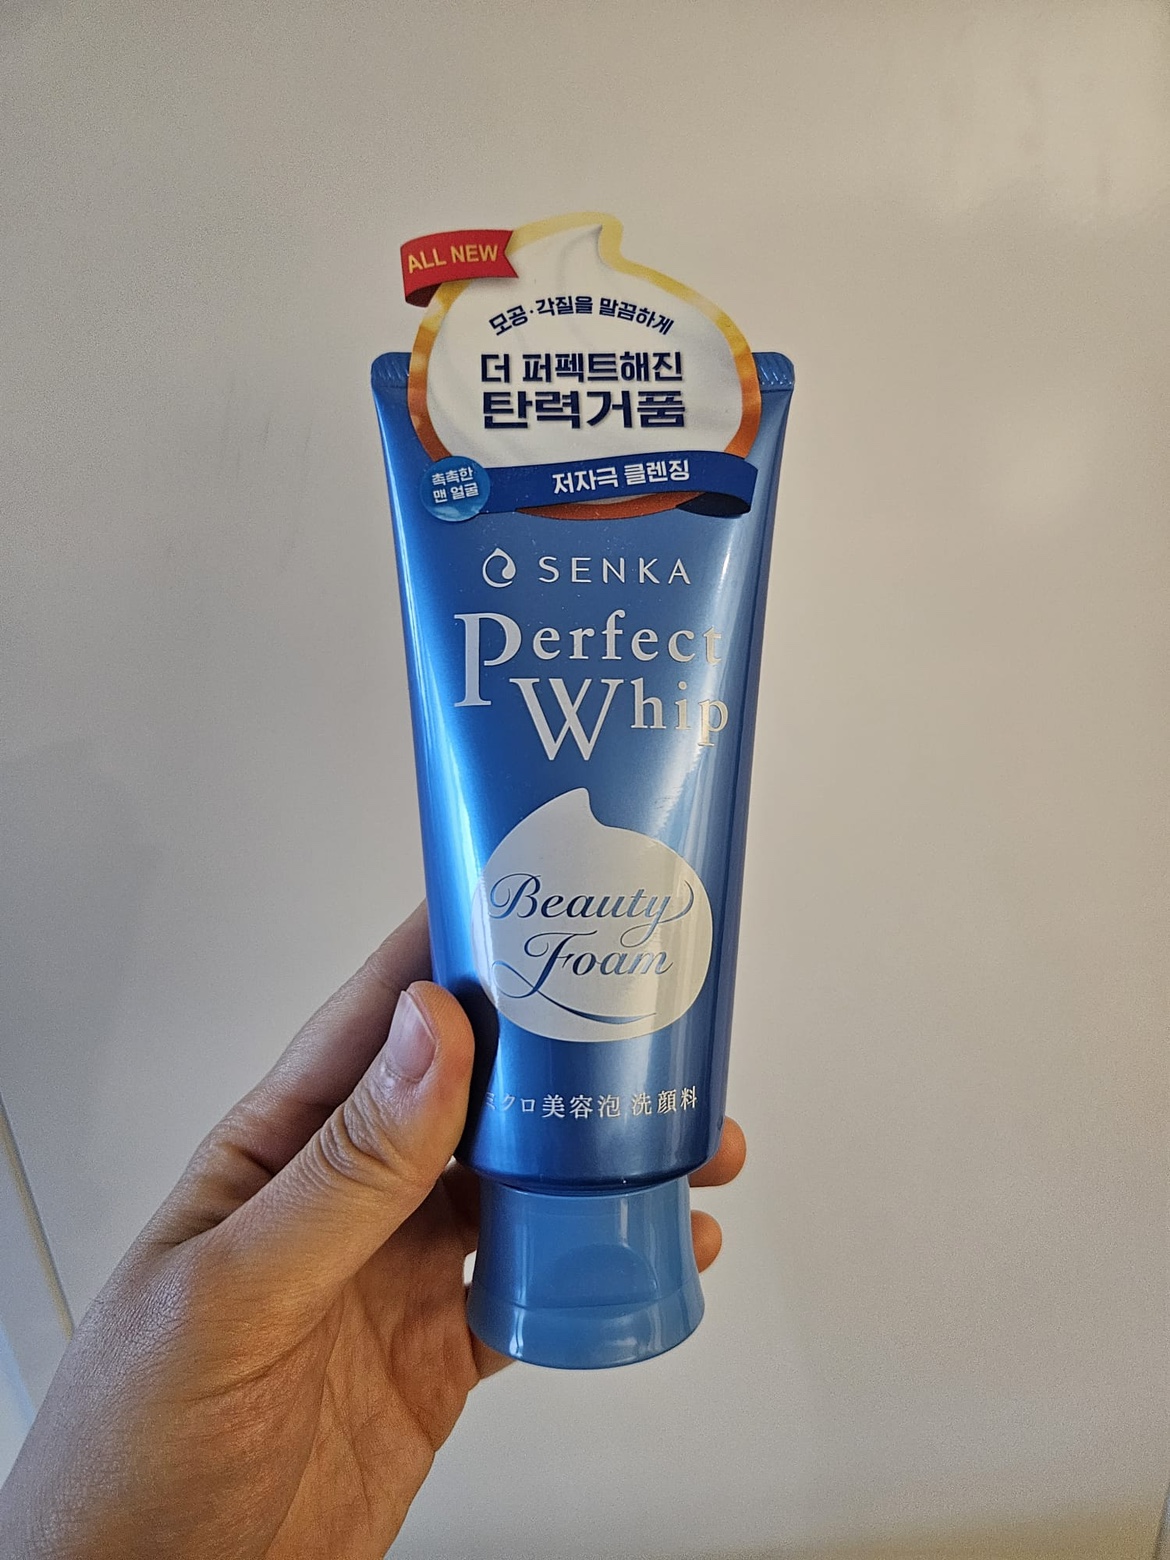 ALL NEW
모공·각질을 말끔하게
더 퍼펙트해진
탄력거품
촉촉한
맨 얼굴
저자극 클렌징
SENKA
Perfect
Whip
Beauty
Foam
ミクロ美容泡 洗顔料